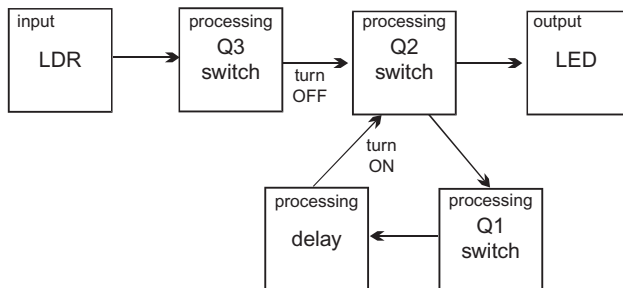 input
LDR
processing
Q3
switch
turn
OFF
processing
Q2
switch
output
LED
turn
ON
processing
delay
processing
Q1
switch